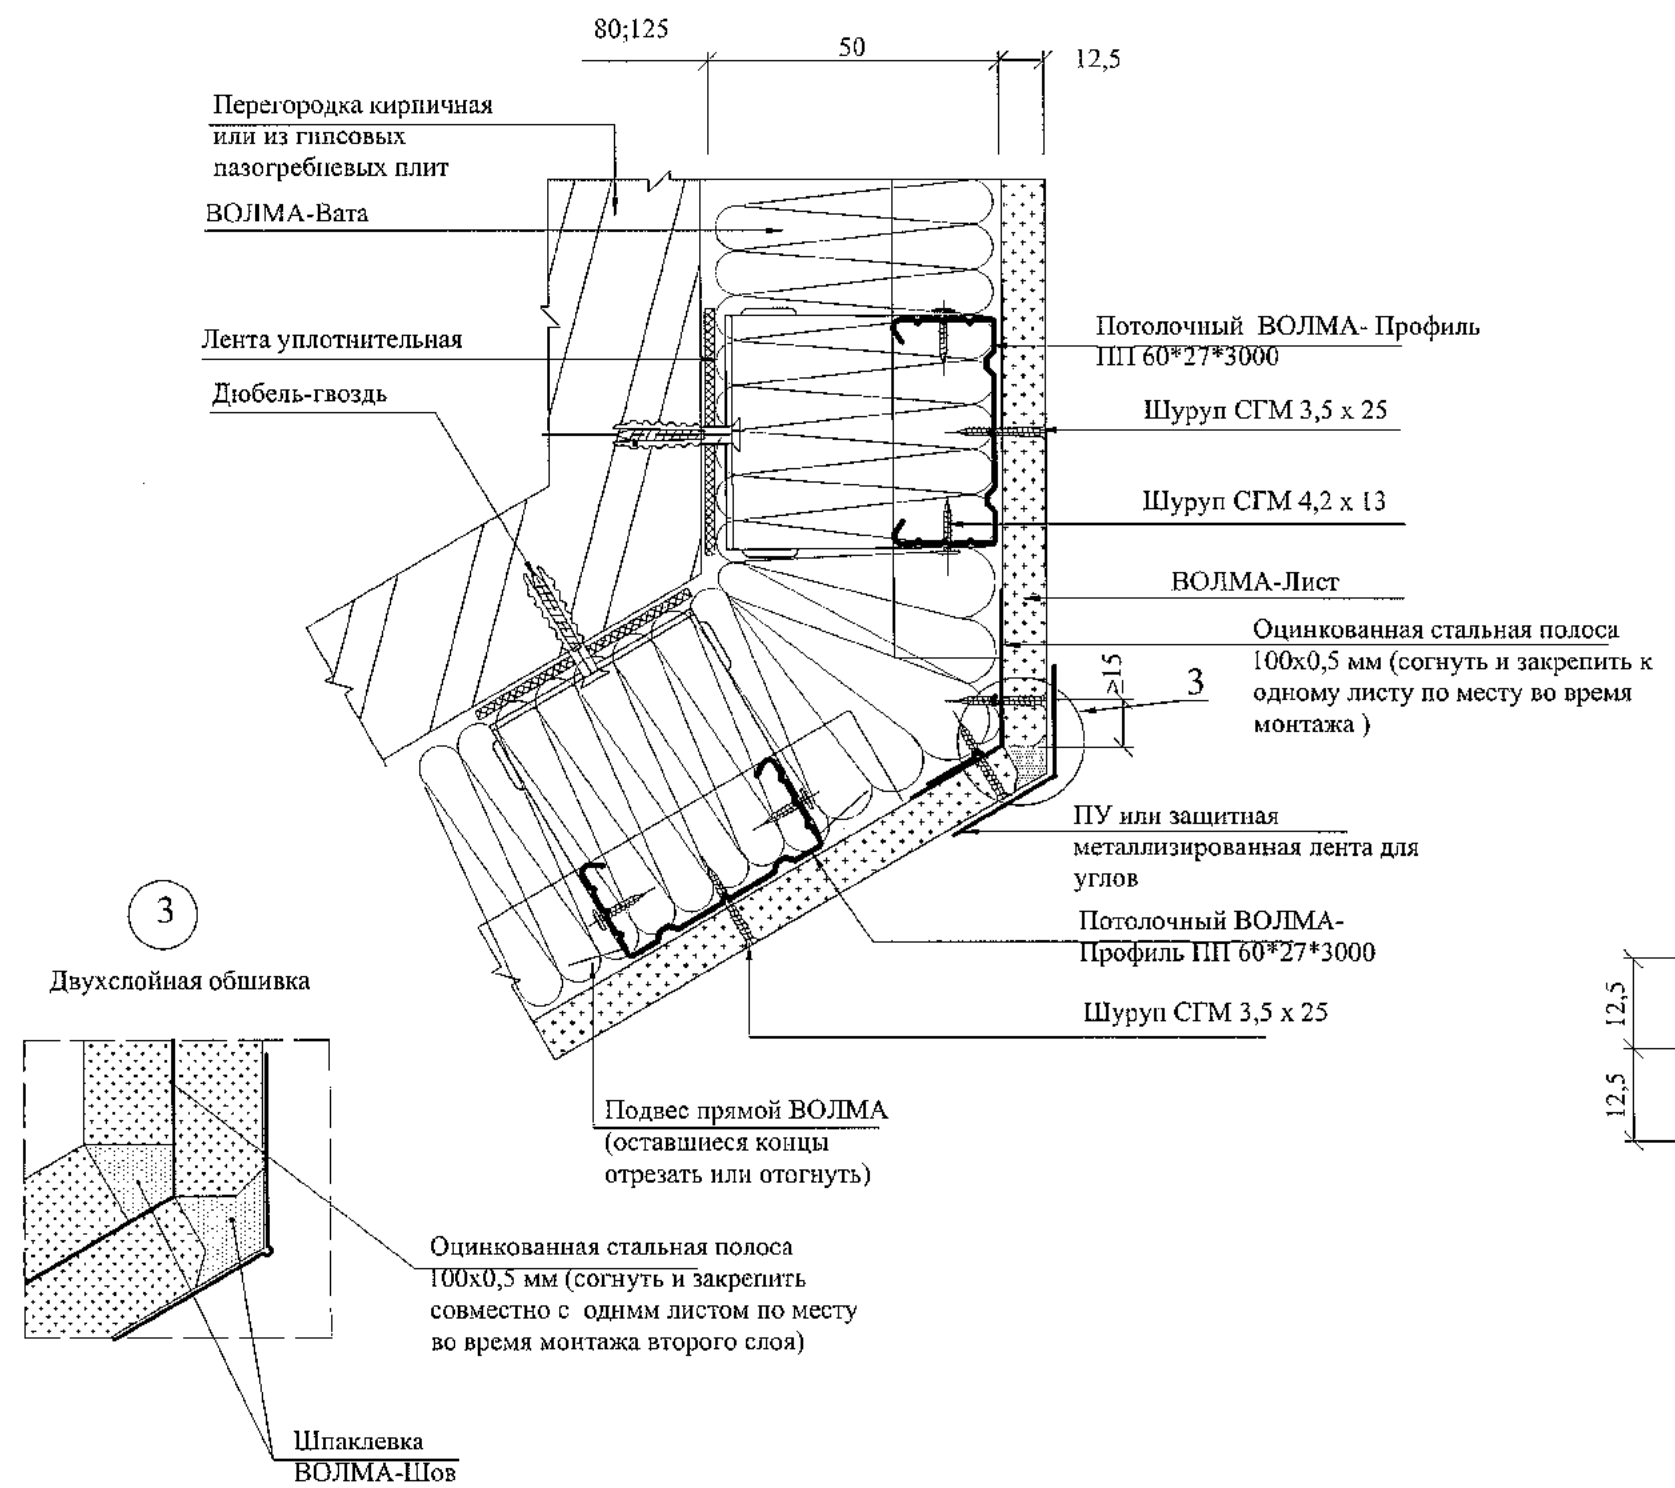 80;125
50
12,5
Перегородка кирпичная
или из гипсовых
пазогребневых плит
ВОЛМА-Вата
Лента уплотнительная
Дюбель-гвоздь
Потолочный ВОЛМА- Профиль
ПП 60*27*3000
Шуруп СГМ 3,5 х 25
Шуруп СГМ 4,2 х 13
ВОЛМА-Лист
Оцинкованная стальная полоса
100х0,5 мм (согнуть и закрепить к
одному листу по месту во время
монтажа )
≥15
3
ПУ или защитная
металлизированная лента для
углов
Потолочный ВОЛМА-
Профиль ПП 60*27*3000
Шуруп СГМ 3,5 х 25
Подвес прямой ВОЛМА
(оставшиеся концы
отрезать или отогнуть)
3
Двухслойная обшивка
Оцинкованная стальная полоса
100х0,5 мм (согнуть и закрепить
совместно с однмм листом по месту
во время монтажа второго слоя)
Шпаклевка
ВОЛМА-Шов
12,5
12,5